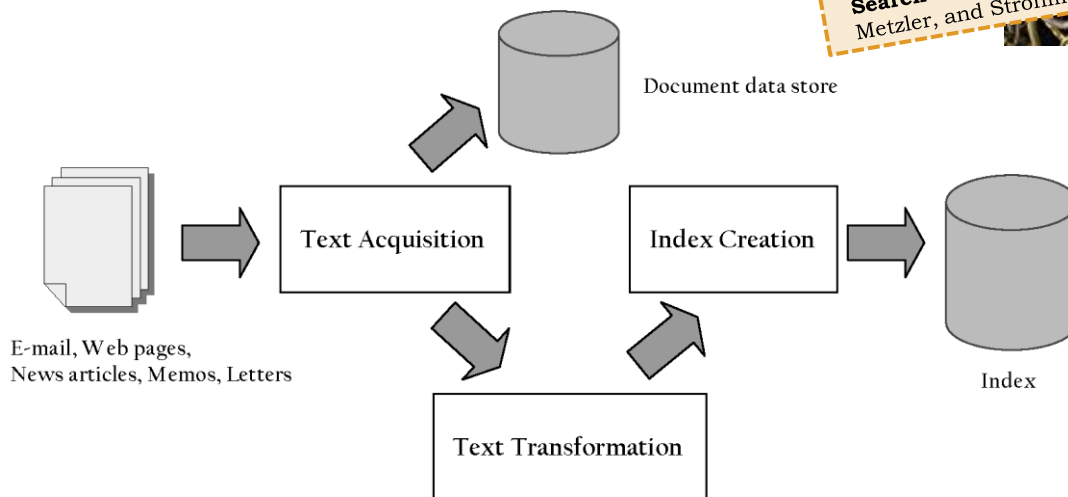 Search
Metzler, and
Document data store
Text Acquisition
Index Creation
E-mail, Web pages,
News articles, Memos, Letters
Index
Text Transformation